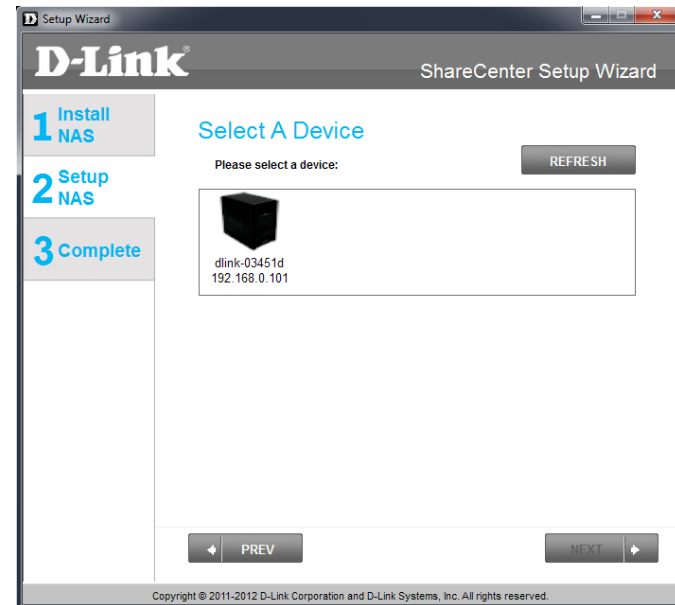 Setup Wizard
D-Link®
ShareCenter Setup Wizard
1 Install
NAS
2 Setup
NAS
3 Complete
Select A Device
Please select a device:
REFRESH
dlink-03451d
192.168.0.101
PREV
NEXT
Copyright © 2011-2012 D-Link Corporation and D-Link Systems, Inc. All rights reserved.